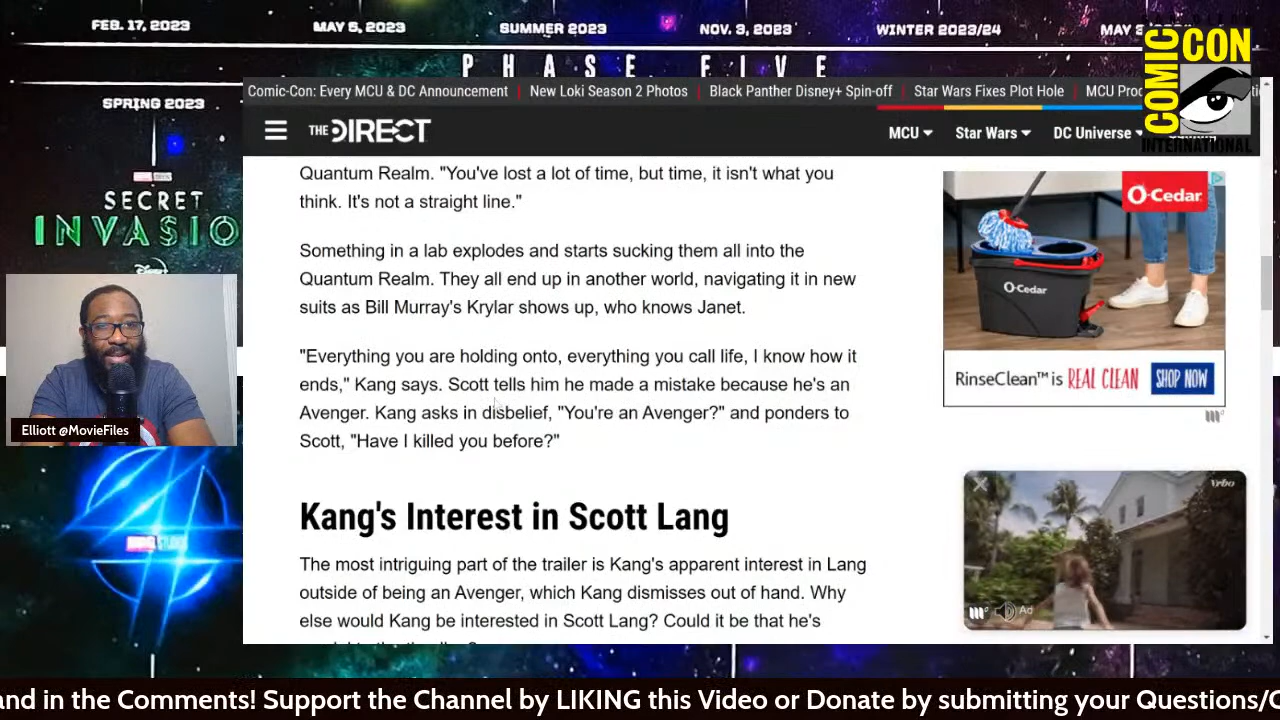 FEB. 17, 2023
MAY 5, 2023
SUMMER 2023
NOV. 3, 2023
WINTER 2023/24
MAY
PHASE FIVE
SPRING 2023
COMIC CON
INTERNATIONAL
Comic-Con: Every MCU & DC Announcement | New Loki Season 2 Photos | Black Panther Disney+ Spin-off | Star Wars Fixes Plot Hole | MCU
THE DIRECT
MCU
Star Wars
DC Universe
SECRET
INVASIO
Quantum Realm. "You've lost a lot of time, but time, it isn't what you
think. It's not a straight line."
Something in a lab explodes and starts sucking them all into the
Quantum Realm. They all end up in another world, navigating it in new
suits as Bill Murray's Krylar shows up, who knows Janet.
"Everything you are holding onto, everything you call life, I know how it
ends," Kang says. Scott tells him he made a mistake because he's an
Avenger. Kang asks in disbelief, "You're an Avenger?" and ponders to
Scott, "Have I killed you before?"
Kang's Interest in Scott Lang
The most intriguing part of the trailer is Kang's apparent interest in Lang
outside of being an Avenger, which Kang dismisses out of hand. Why
else would Kang be interested in Scott Lang? Could it be that he's
O-Cedar
O-Cedar
RinseClean™ is REAL CLEAN
SHOP NOW
Vrbo
Ad
Elliott @MovieFiles
and in the Comments! Support the Channel by LIKING this Video or Donate by submitting your Questions/